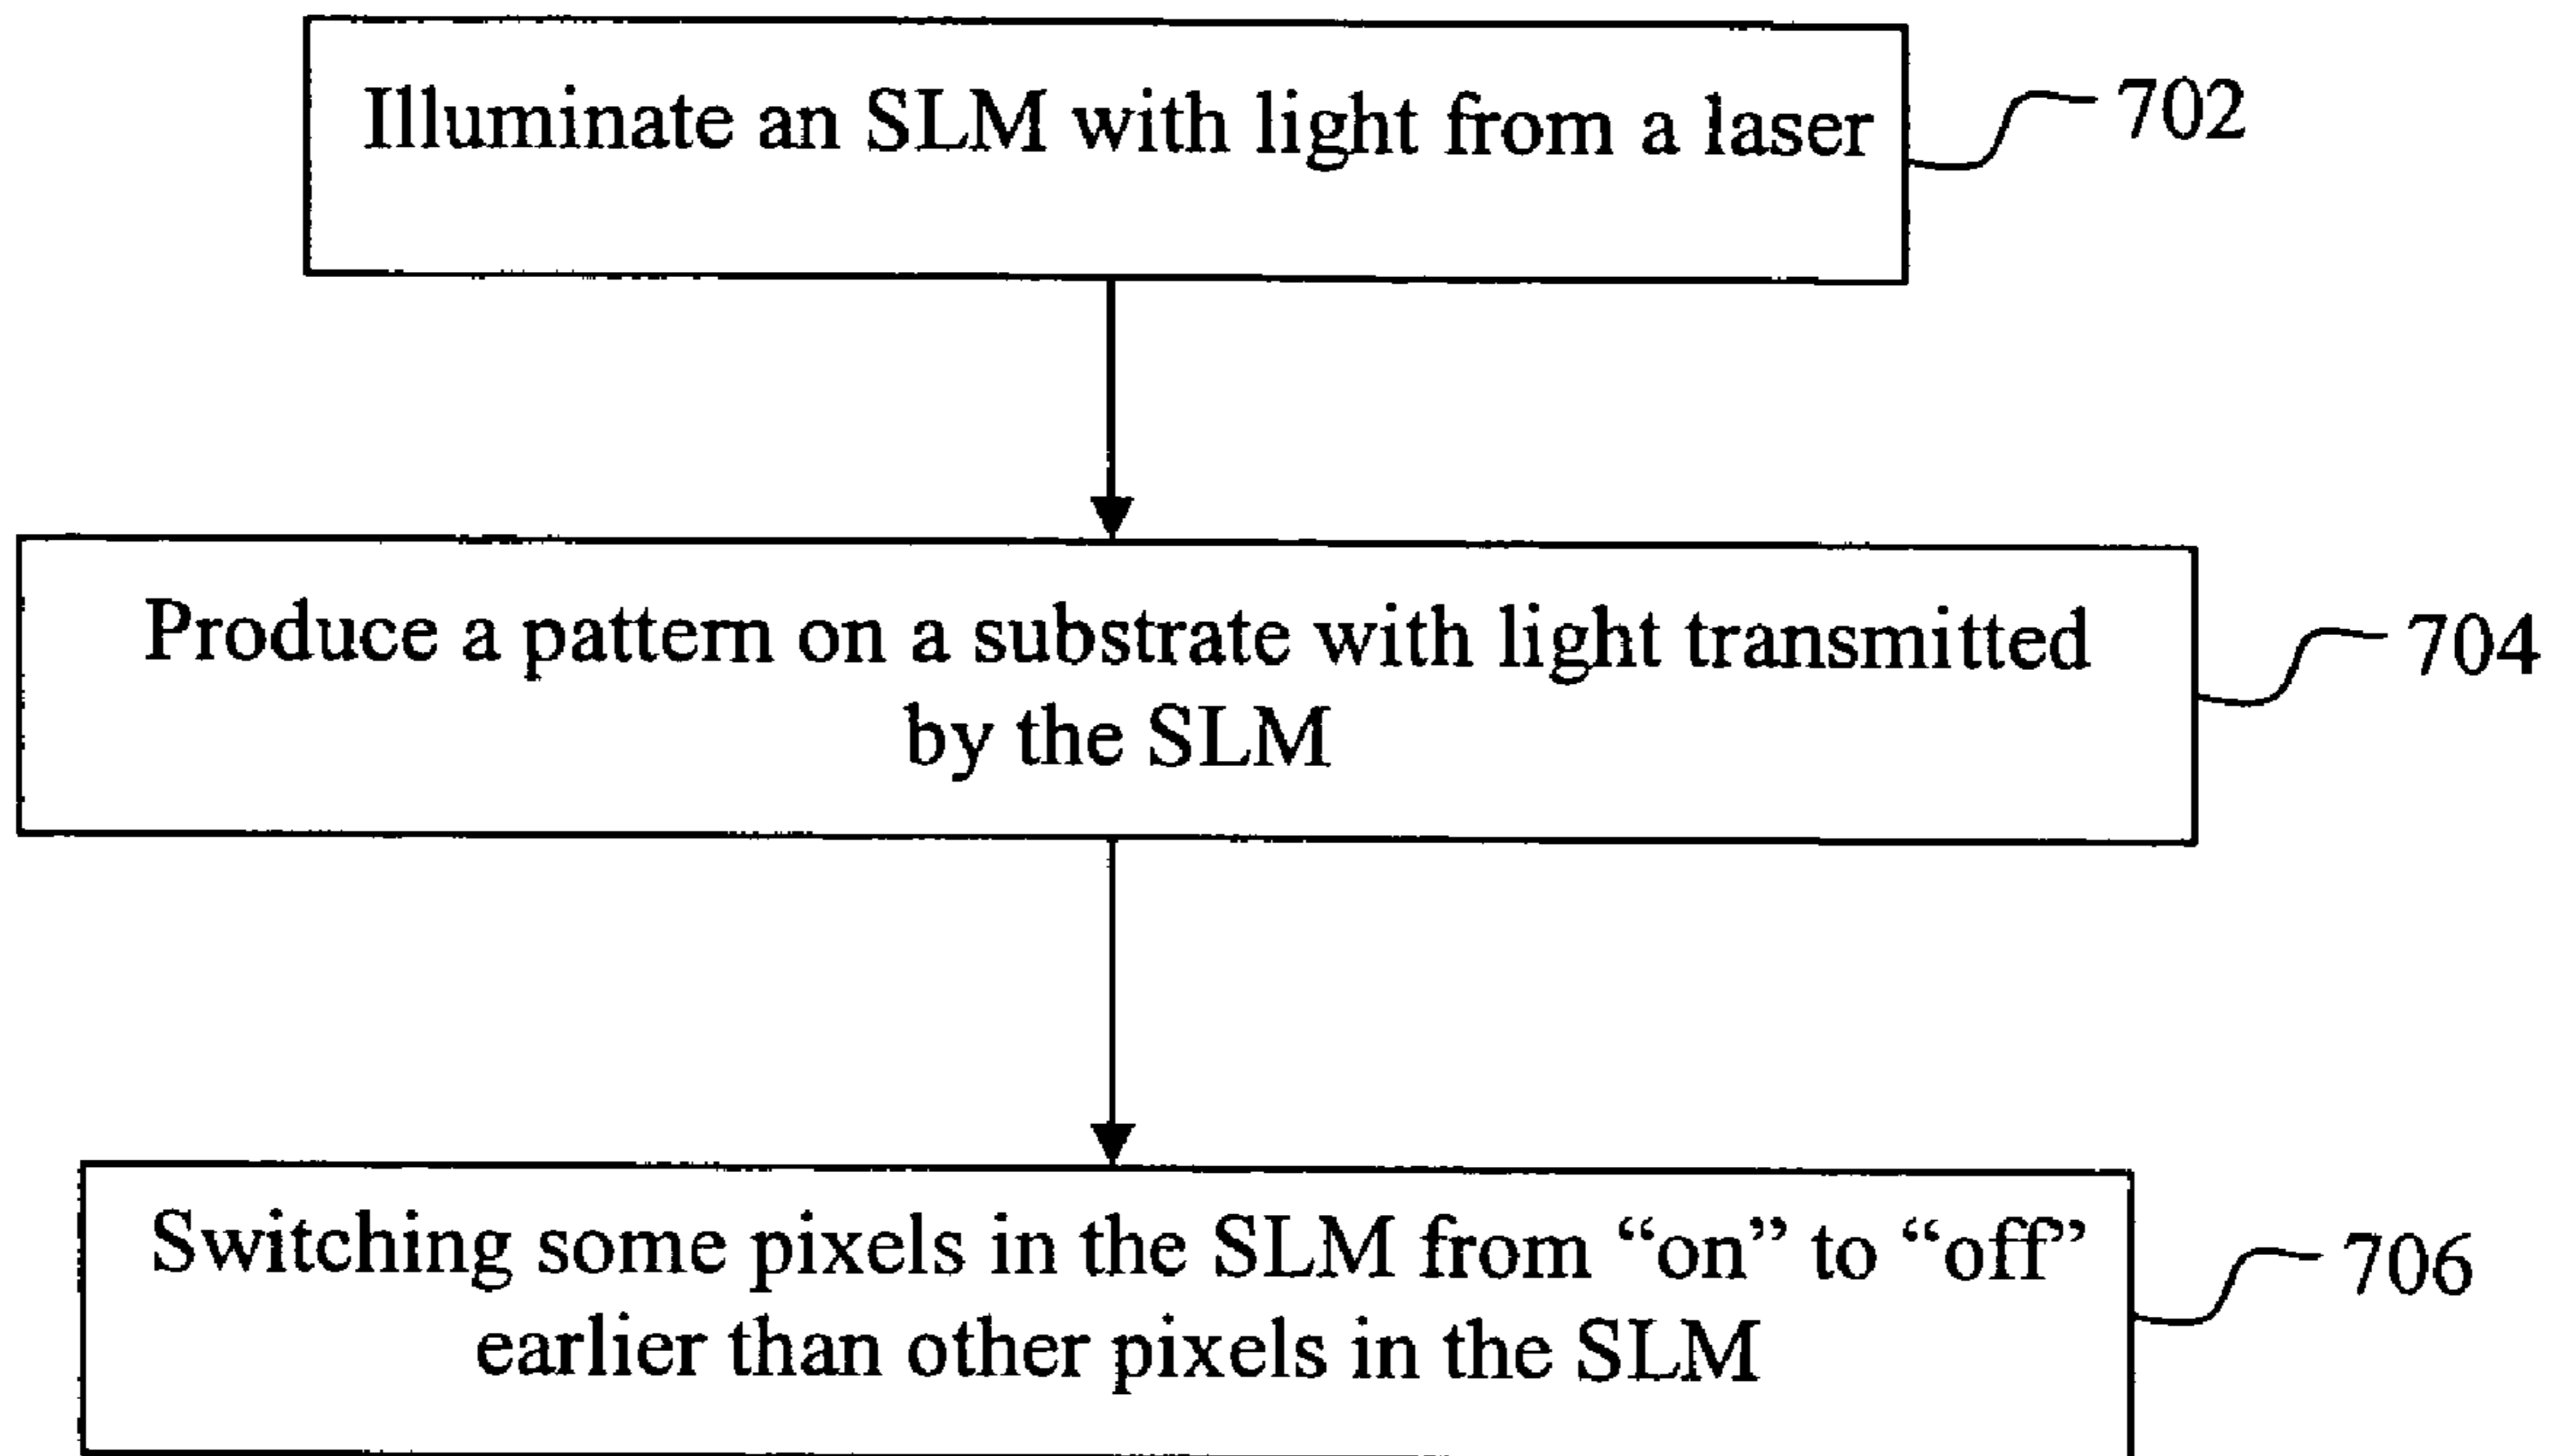 Illuminate an SLM with light from a laser
702
Produce a pattern on a substrate with light transmitted
by the SLM
704
Switching some pixels in the SLM from “on” to “off”
earlier than other pixels in the SLM
706